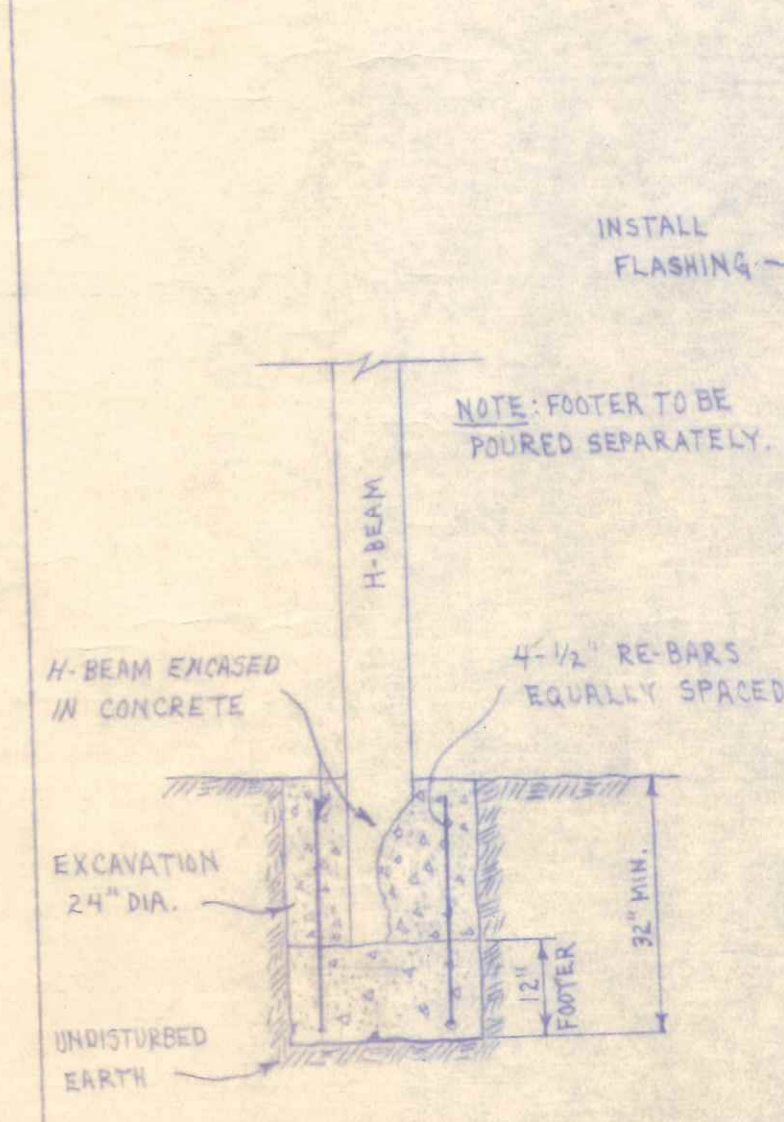 INSTALL
FLASHING
NOTE: FOOTER TO BE
POURED SEPARATELY.
H-BEAM
H-BEAM ENCASED
IN CONCRETE
4-1/2" RE-BARS
EQUALLY SPACED
EXCAVATION
24" DIA.
32" MIN.
12"
FOOTER
UNDISTURBED
EARTH